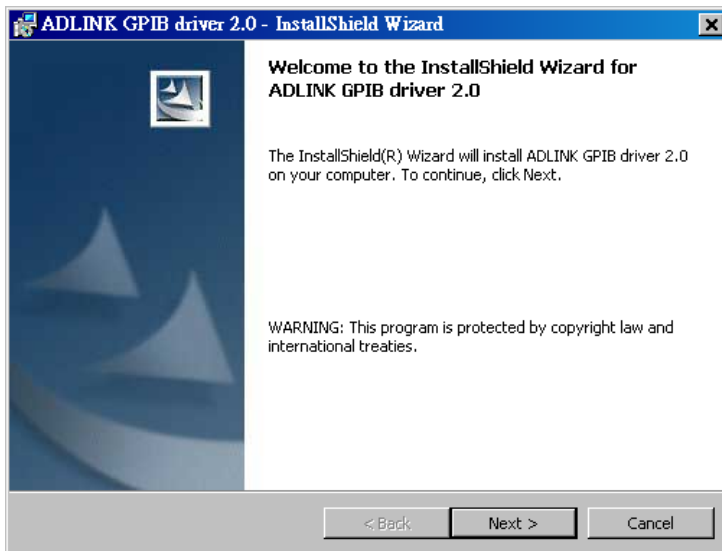 ADLINK GPIB driver 2.0 - InstallShield Wizard
Welcome to the InstallShield Wizard for
ADLINK GPIB driver 2.0
The InstallShield(R) Wizard will install ADLINK GPIB driver 2.0
on your computer. To continue, click Next.
WARNING: This program is protected by copyright law and
international treaties.
< Back
Next >
Cancel